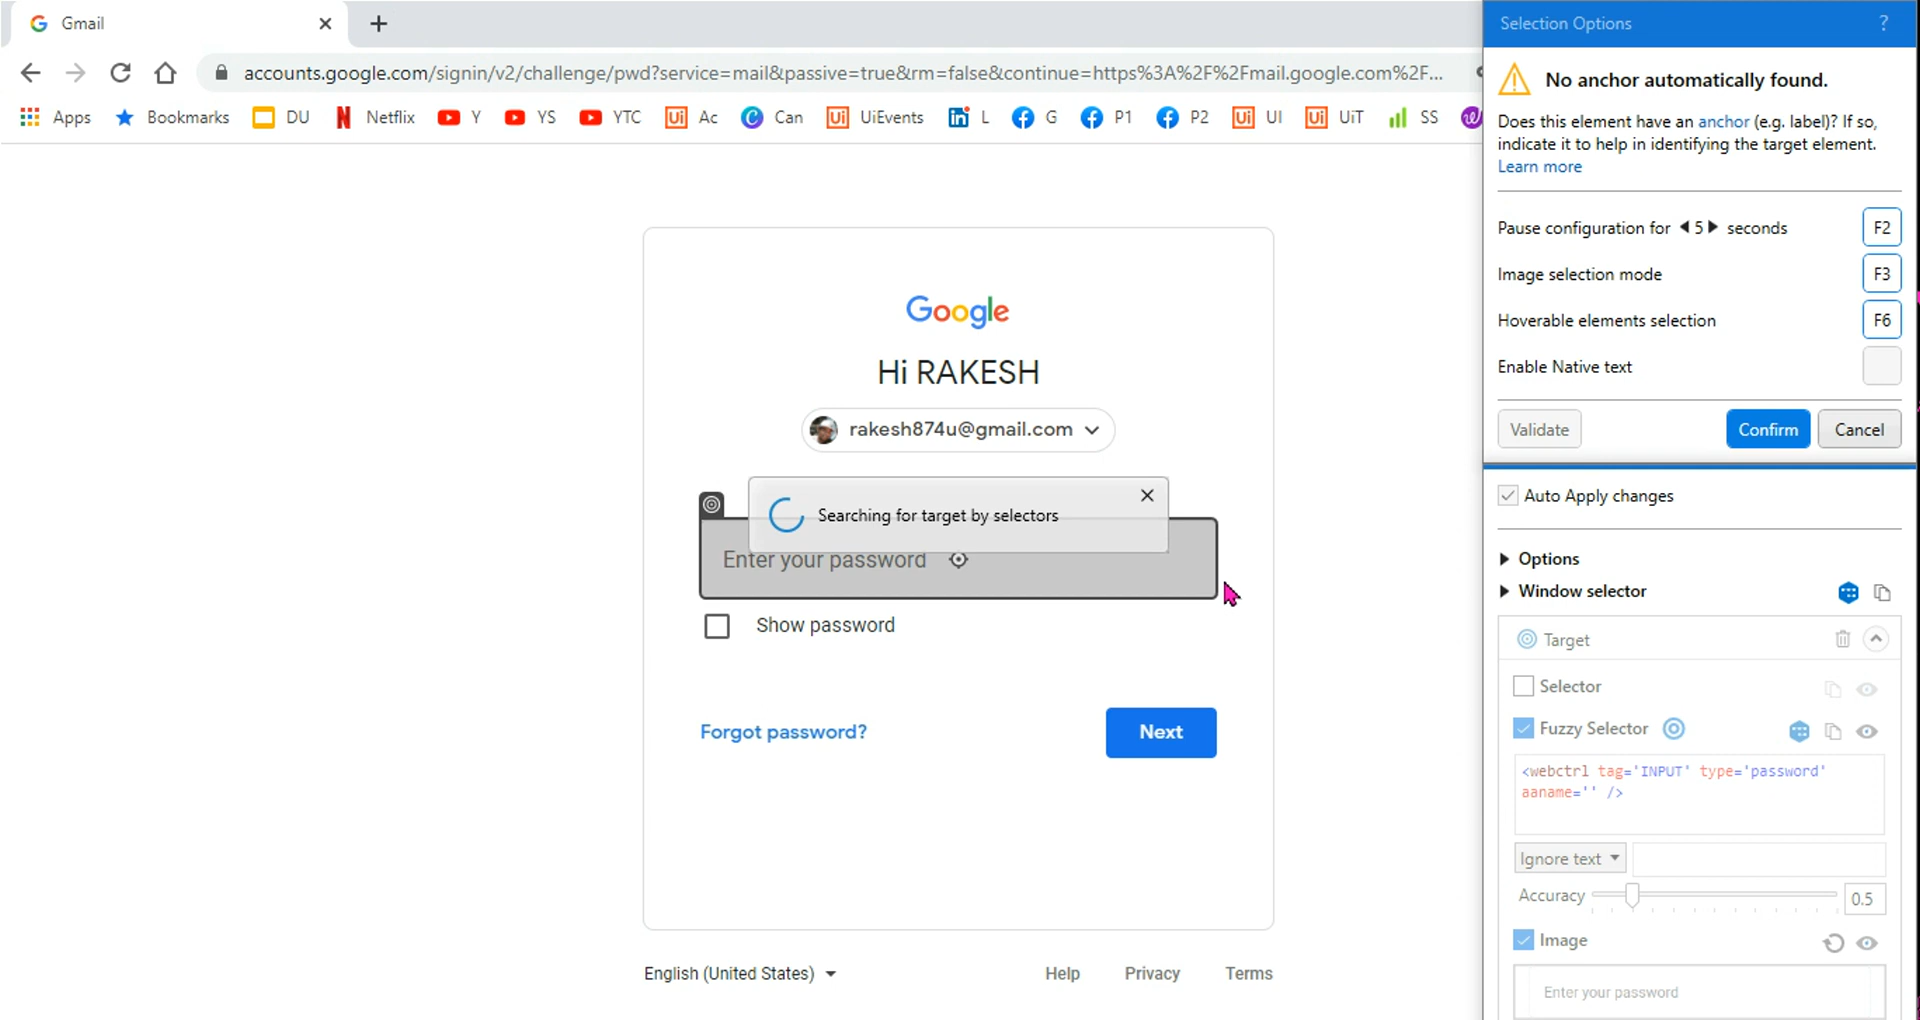 Gmail
accounts.google.com/signin/v2/challenge/pwd?service=mail&passive=true&rm=false&continue=https%3A%2F%2Fmail.google.com%2F...
Apps Bookmarks DU Netflix Y YS YTC Ac Can UiEvents L G P1 P2 UI UiT SS
Google
Hi RAKESH
rakesh874u@gmail.com
Searching for target by selectors
Enter your password
Show password
Forgot password? Next
English (United States) Help Privacy Terms
Selection Options ?
No anchor automatically found.
Does this element have an anchor (e.g. label)? If so,
indicate it to help in identifying the target element.
Learn more
Pause configuration for 5 seconds F2
Image selection mode F3
Hoverable elements selection F6
Enable Native text
Validate Confirm Cancel
Auto Apply changes
Options
Window selector
Target
Selector
Fuzzy Selector
<webctrl tag='INPUT' type='password'
aaname='' />
Ignore text
Accuracy 0.5
Image
Enter your password